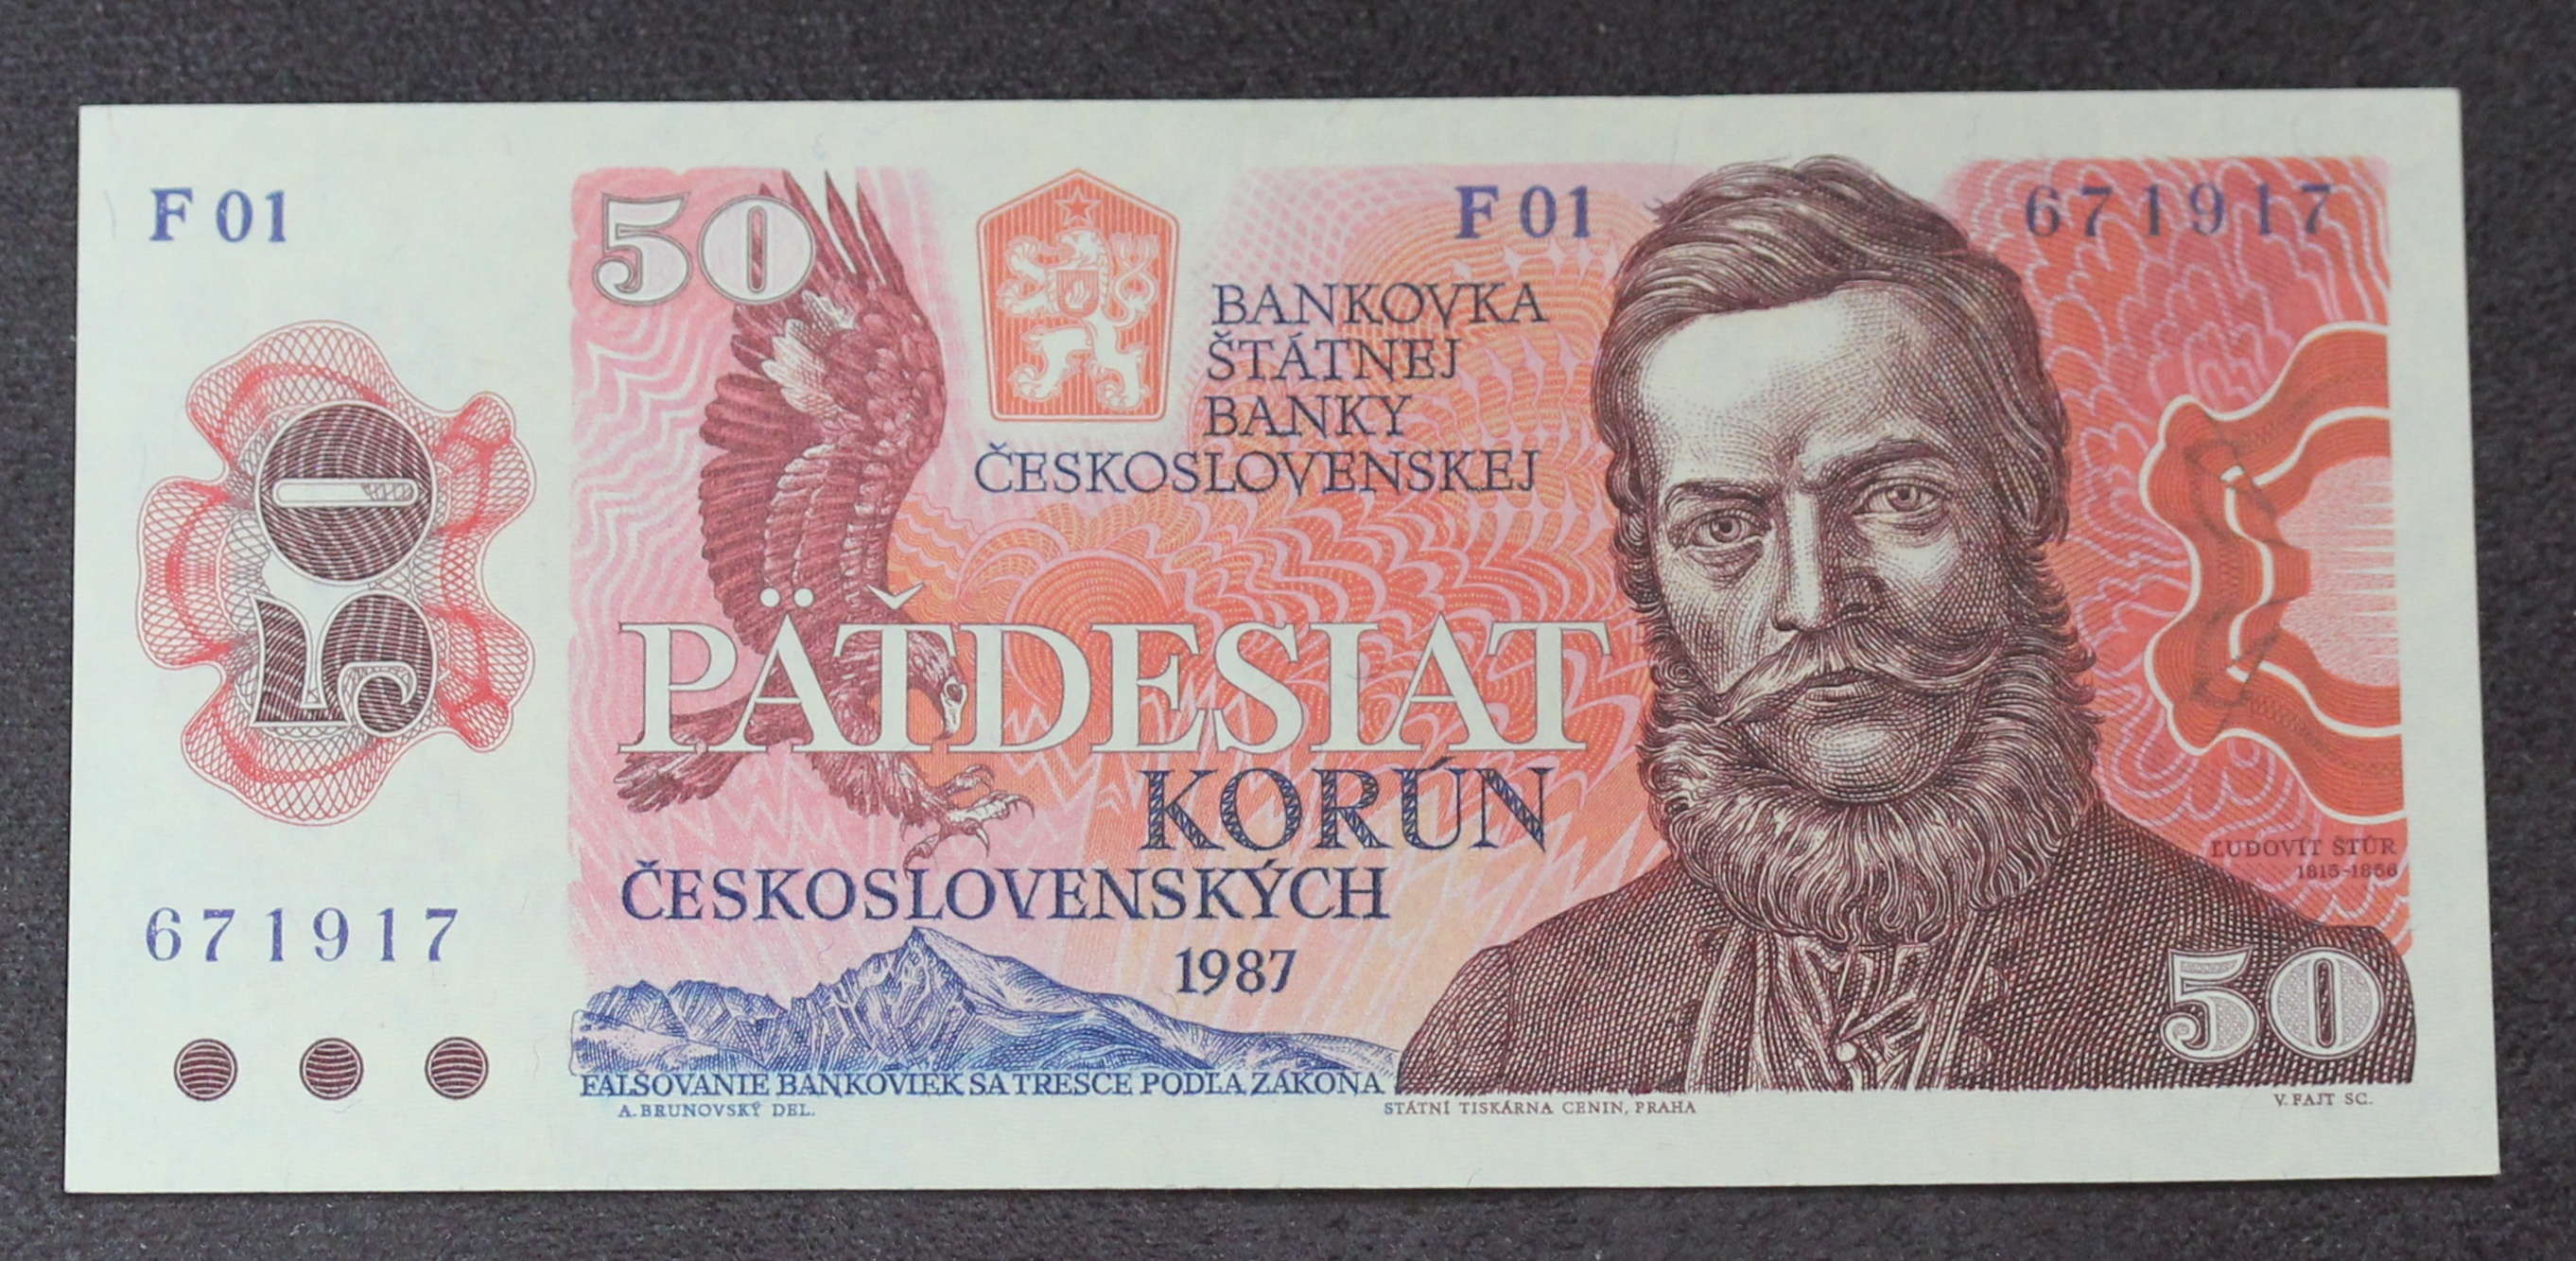 F 01
50
F 01
671917
BANKOVKA
ŠTÁTNEJ
BANKY
ČESKOSLOVENSKEJ
50
PÄŤDESIAT
KORÚN
ČESKOSLOVENSKÝCH
1987
ĽUDOVÍT ŠTÚR
1815-1856
671917
50
FALŠOVANIE BANKOVIEK SA TRESCE PODĽA ZÁKONA
A. BRUNOVSKÝ DEL.
STÁTNÍ TISKÁRNA CENIN, PRAHA
V. FAJT SC.